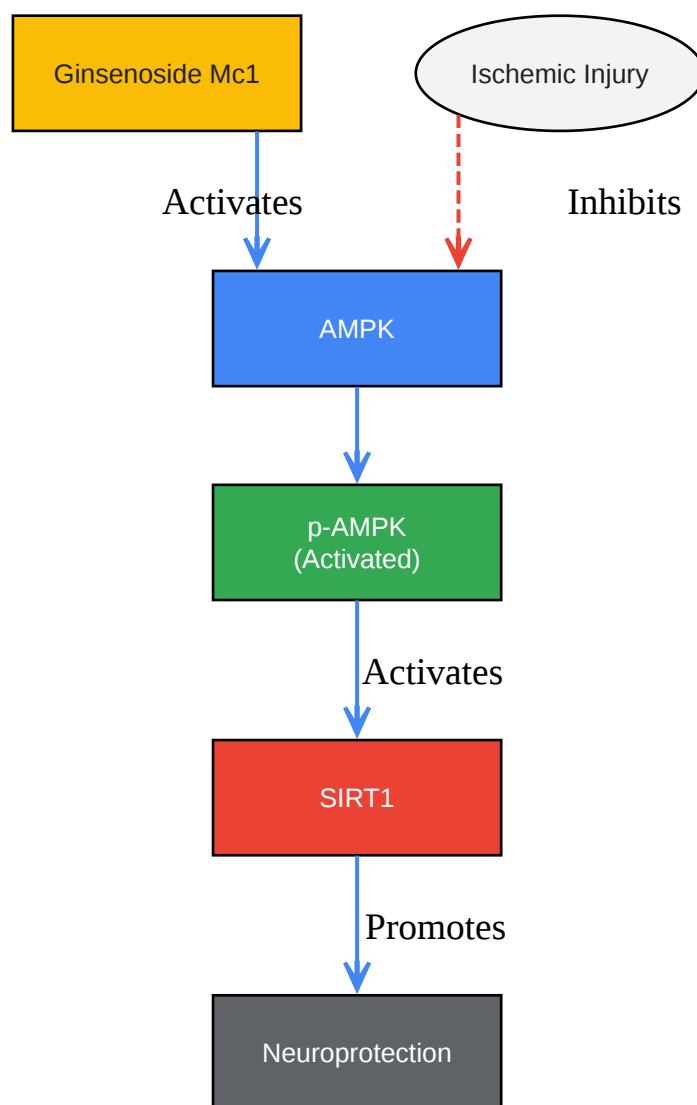 Ginsenoside Mc1
Ischemic Injury
Activates
Inhibits
AMPK
p-AMPK
(Activated)
Activates
SIRT1
Promotes
Neuroprotection